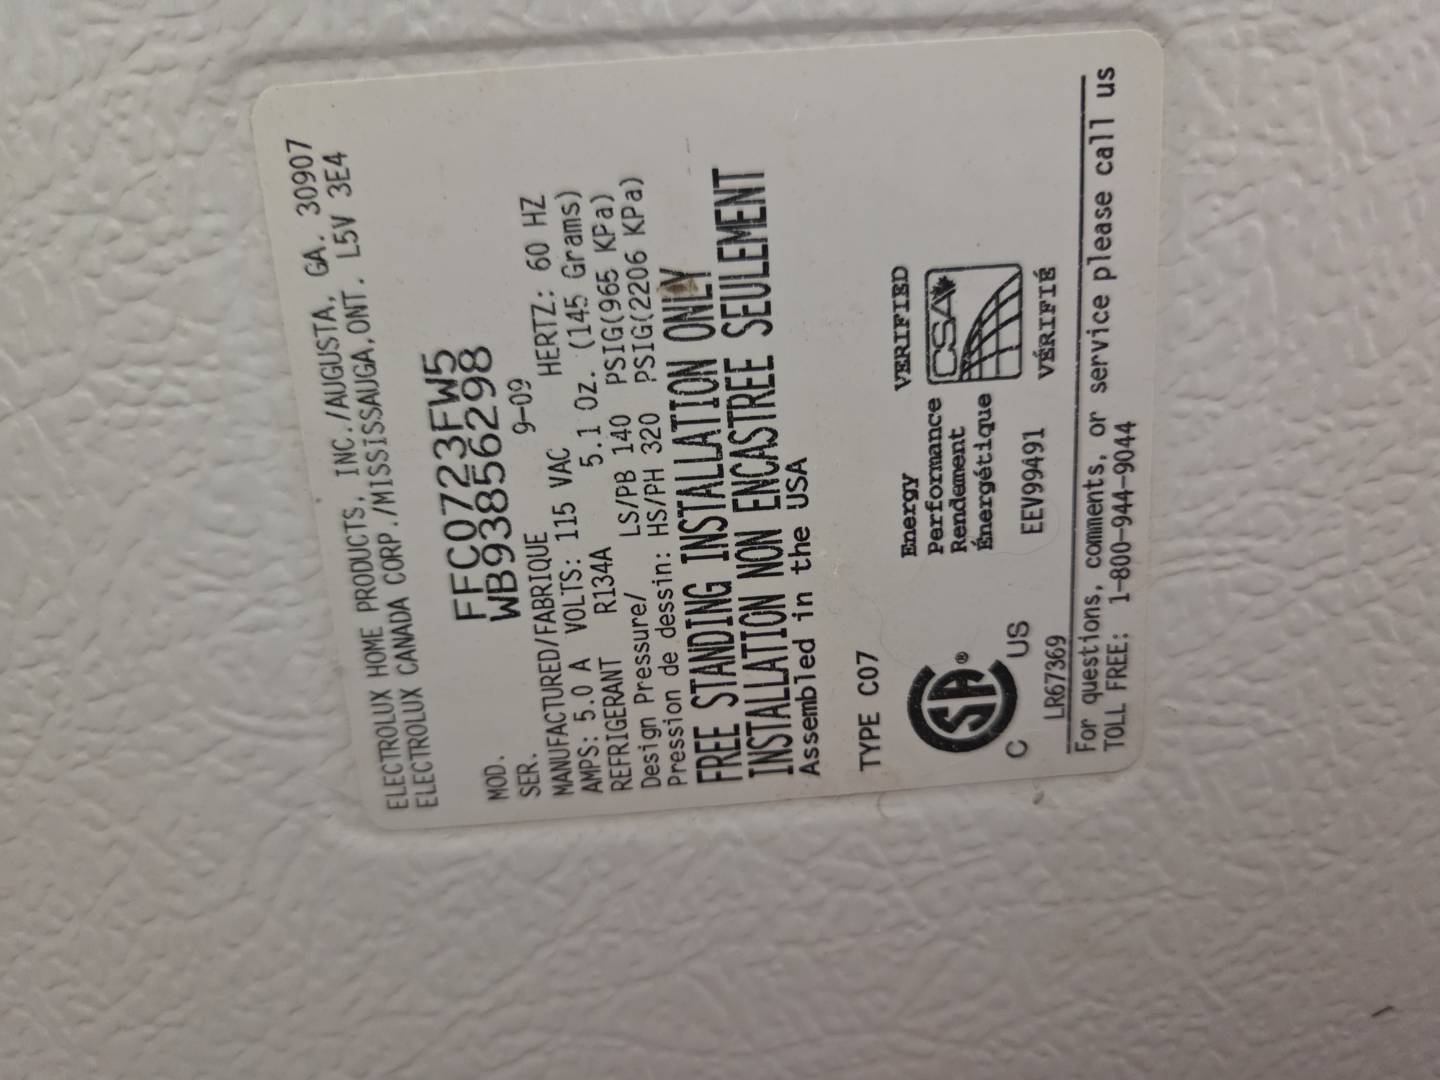 ELECTROLUX HOME PRODUCTS, INC./AUGUSTA, GA. 30907
ELECTROLUX CANADA CORP./MISSISSAUGA,ONT. L5V 3E4
MOD. FFC0723FW5
SER. WB93856298
MANUFACTURED/FABRIQUE 9-09
AMPS: 5.0 A VOLTS: 115 VAC HERTZ: 60 HZ
REFRIGERANT R134A 5.1 Oz. (145 Grams)
Design Pressure/ LS/PB 140 PSIG(965 KPa)
Pression de dessin: HS/PH 320 PSIG(2206 KPa)
FREE STANDING INSTALLATION ONLY
INSTALLATION NON ENCASTREE SEULEMENT
Assembled in the USA
TYPE C07
SA®
C US
LR67369
Energy
Performance
Rendement
Énergétique
EEV99491
VERIFIED
CSA
VÉRIFIÉ
For questions, comments, or service please call us
TOLL FREE: 1-800-944-9044